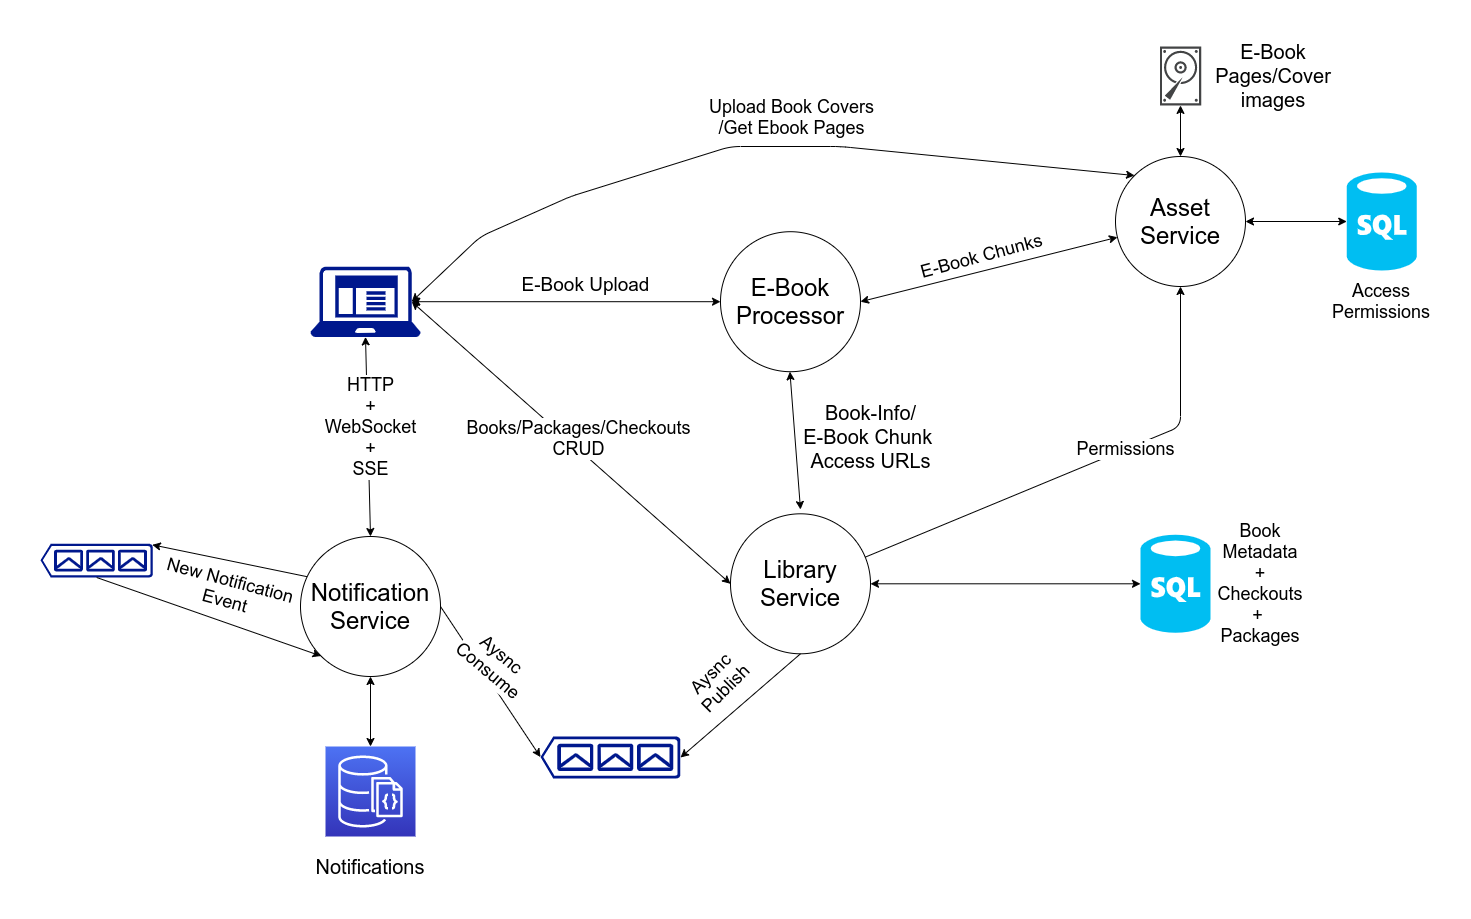 E-Book
Pages/Cover
images
Upload Book Covers
/Get Ebook Pages
Asset
Service
SQL
Access
Permissions
E-Book Chunks
E-Book Upload
E-Book
Processor
HTTP
+
WebSocket
+
SSE
Books/Packages/Checkouts
CRUD
Book-Info/
E-Book Chunk
Access URLs
Permissions
New Notification
Event
Notification
Service
Library
Service
SQL
Book
Metadata
+
Checkouts
+
Packages
Aysnc
Consume
Aysnc
Publish
{}
Notifications